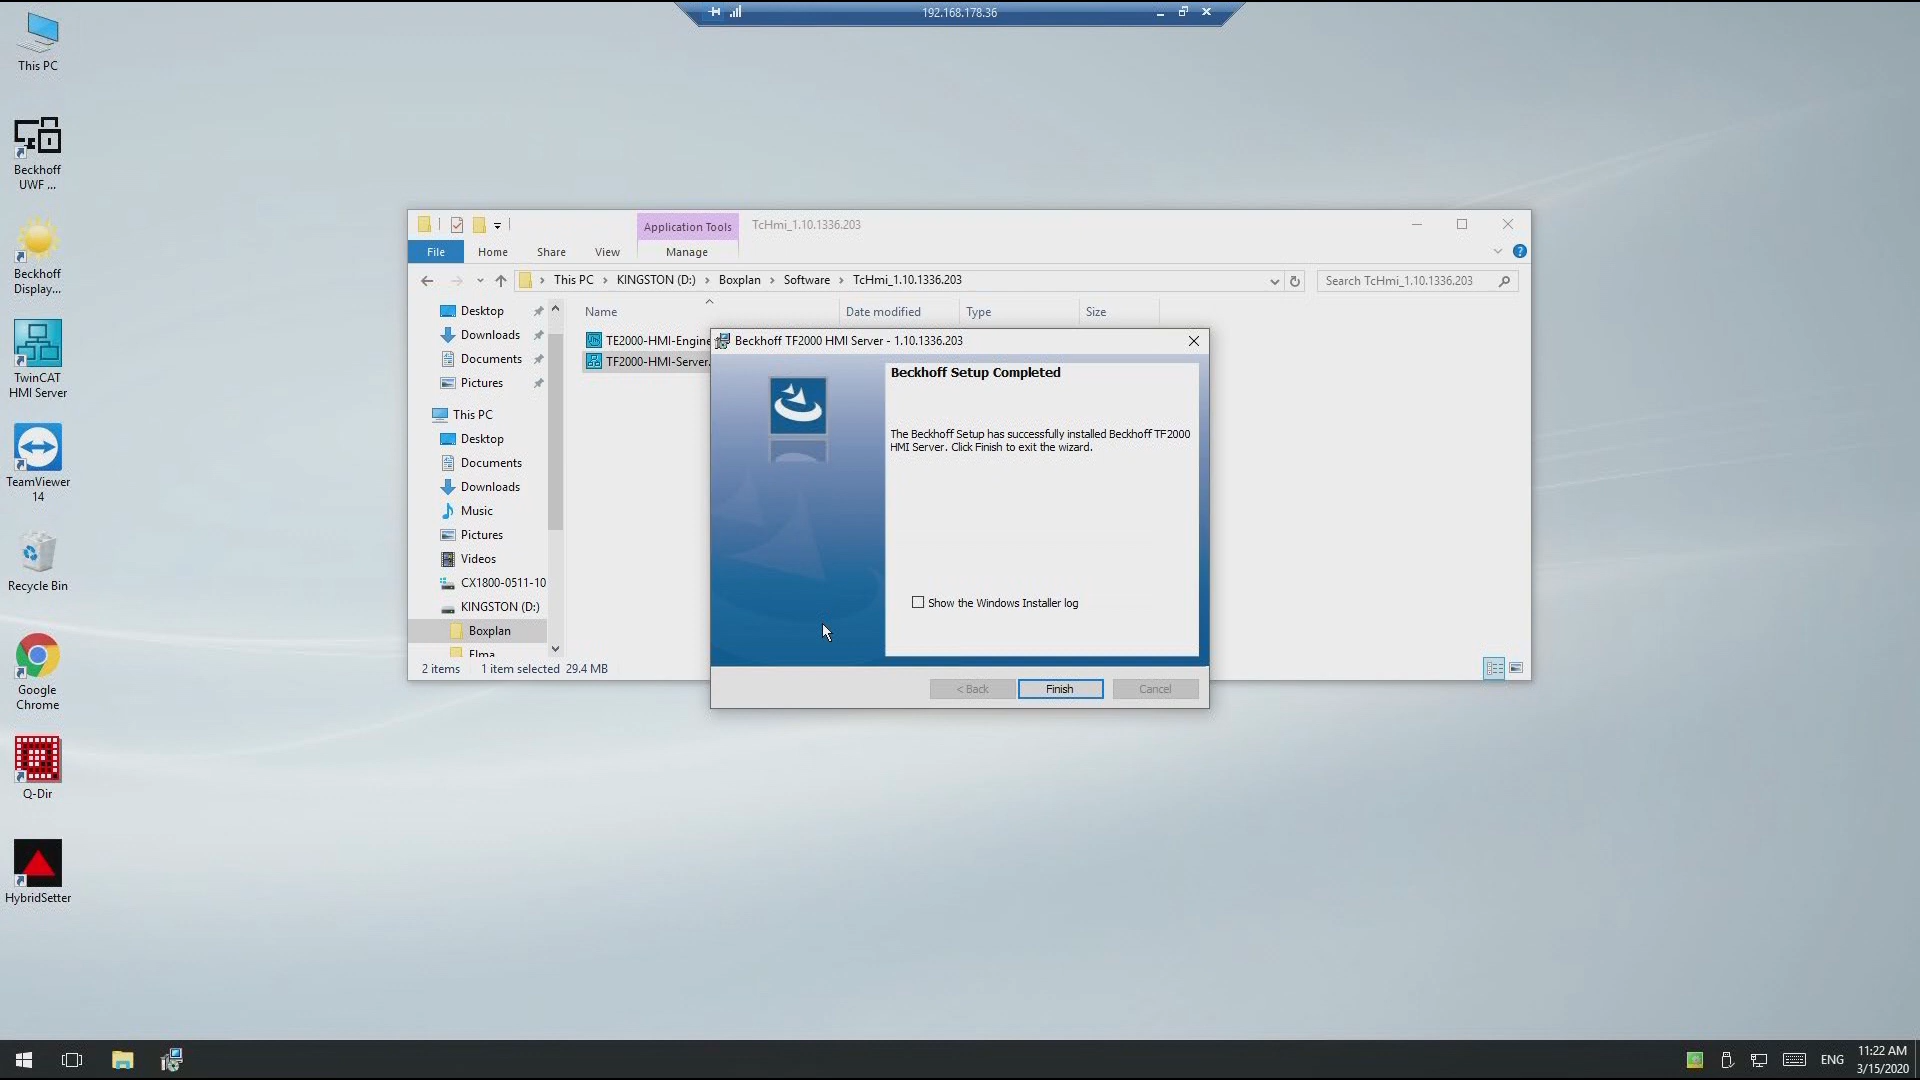 192.168.178.36
This PC
Beckhoff
UWF ...
Beckhoff
Display...
TwinCAT
HMI Server
TeamViewer
14
Recycle Bin
Google
Chrome
Q-Dir
HybridSetter
Application Tools
TcHmi_1.10.1336.203
File
Home
Share
View
Manage
This PC
KINGSTON (D:)
Boxplan
Software
TcHmi_1.10.1336.203
Search TcHmi_1.10.1336.203
Desktop
Downloads
Documents
Pictures
This PC
Desktop
Documents
Downloads
Music
Pictures
Videos
CX1800-0511-10
KINGSTON (D:)
Boxplan
Elma
Name
Date modified
Type
Size
TE2000-HMI-Engine
TF2000-HMI-Server.
2 items
1 item selected 29.4 MB
Beckhoff TF2000 HMI Server - 1.10.1336.203
Beckhoff Setup Completed
The Beckhoff Setup has successfully installed Beckhoff TF2000
HMI Server. Click Finish to exit the wizard.
Show the Windows Installer log
< Back
Finish
Cancel
ENG
11:22 AM
3/15/2020